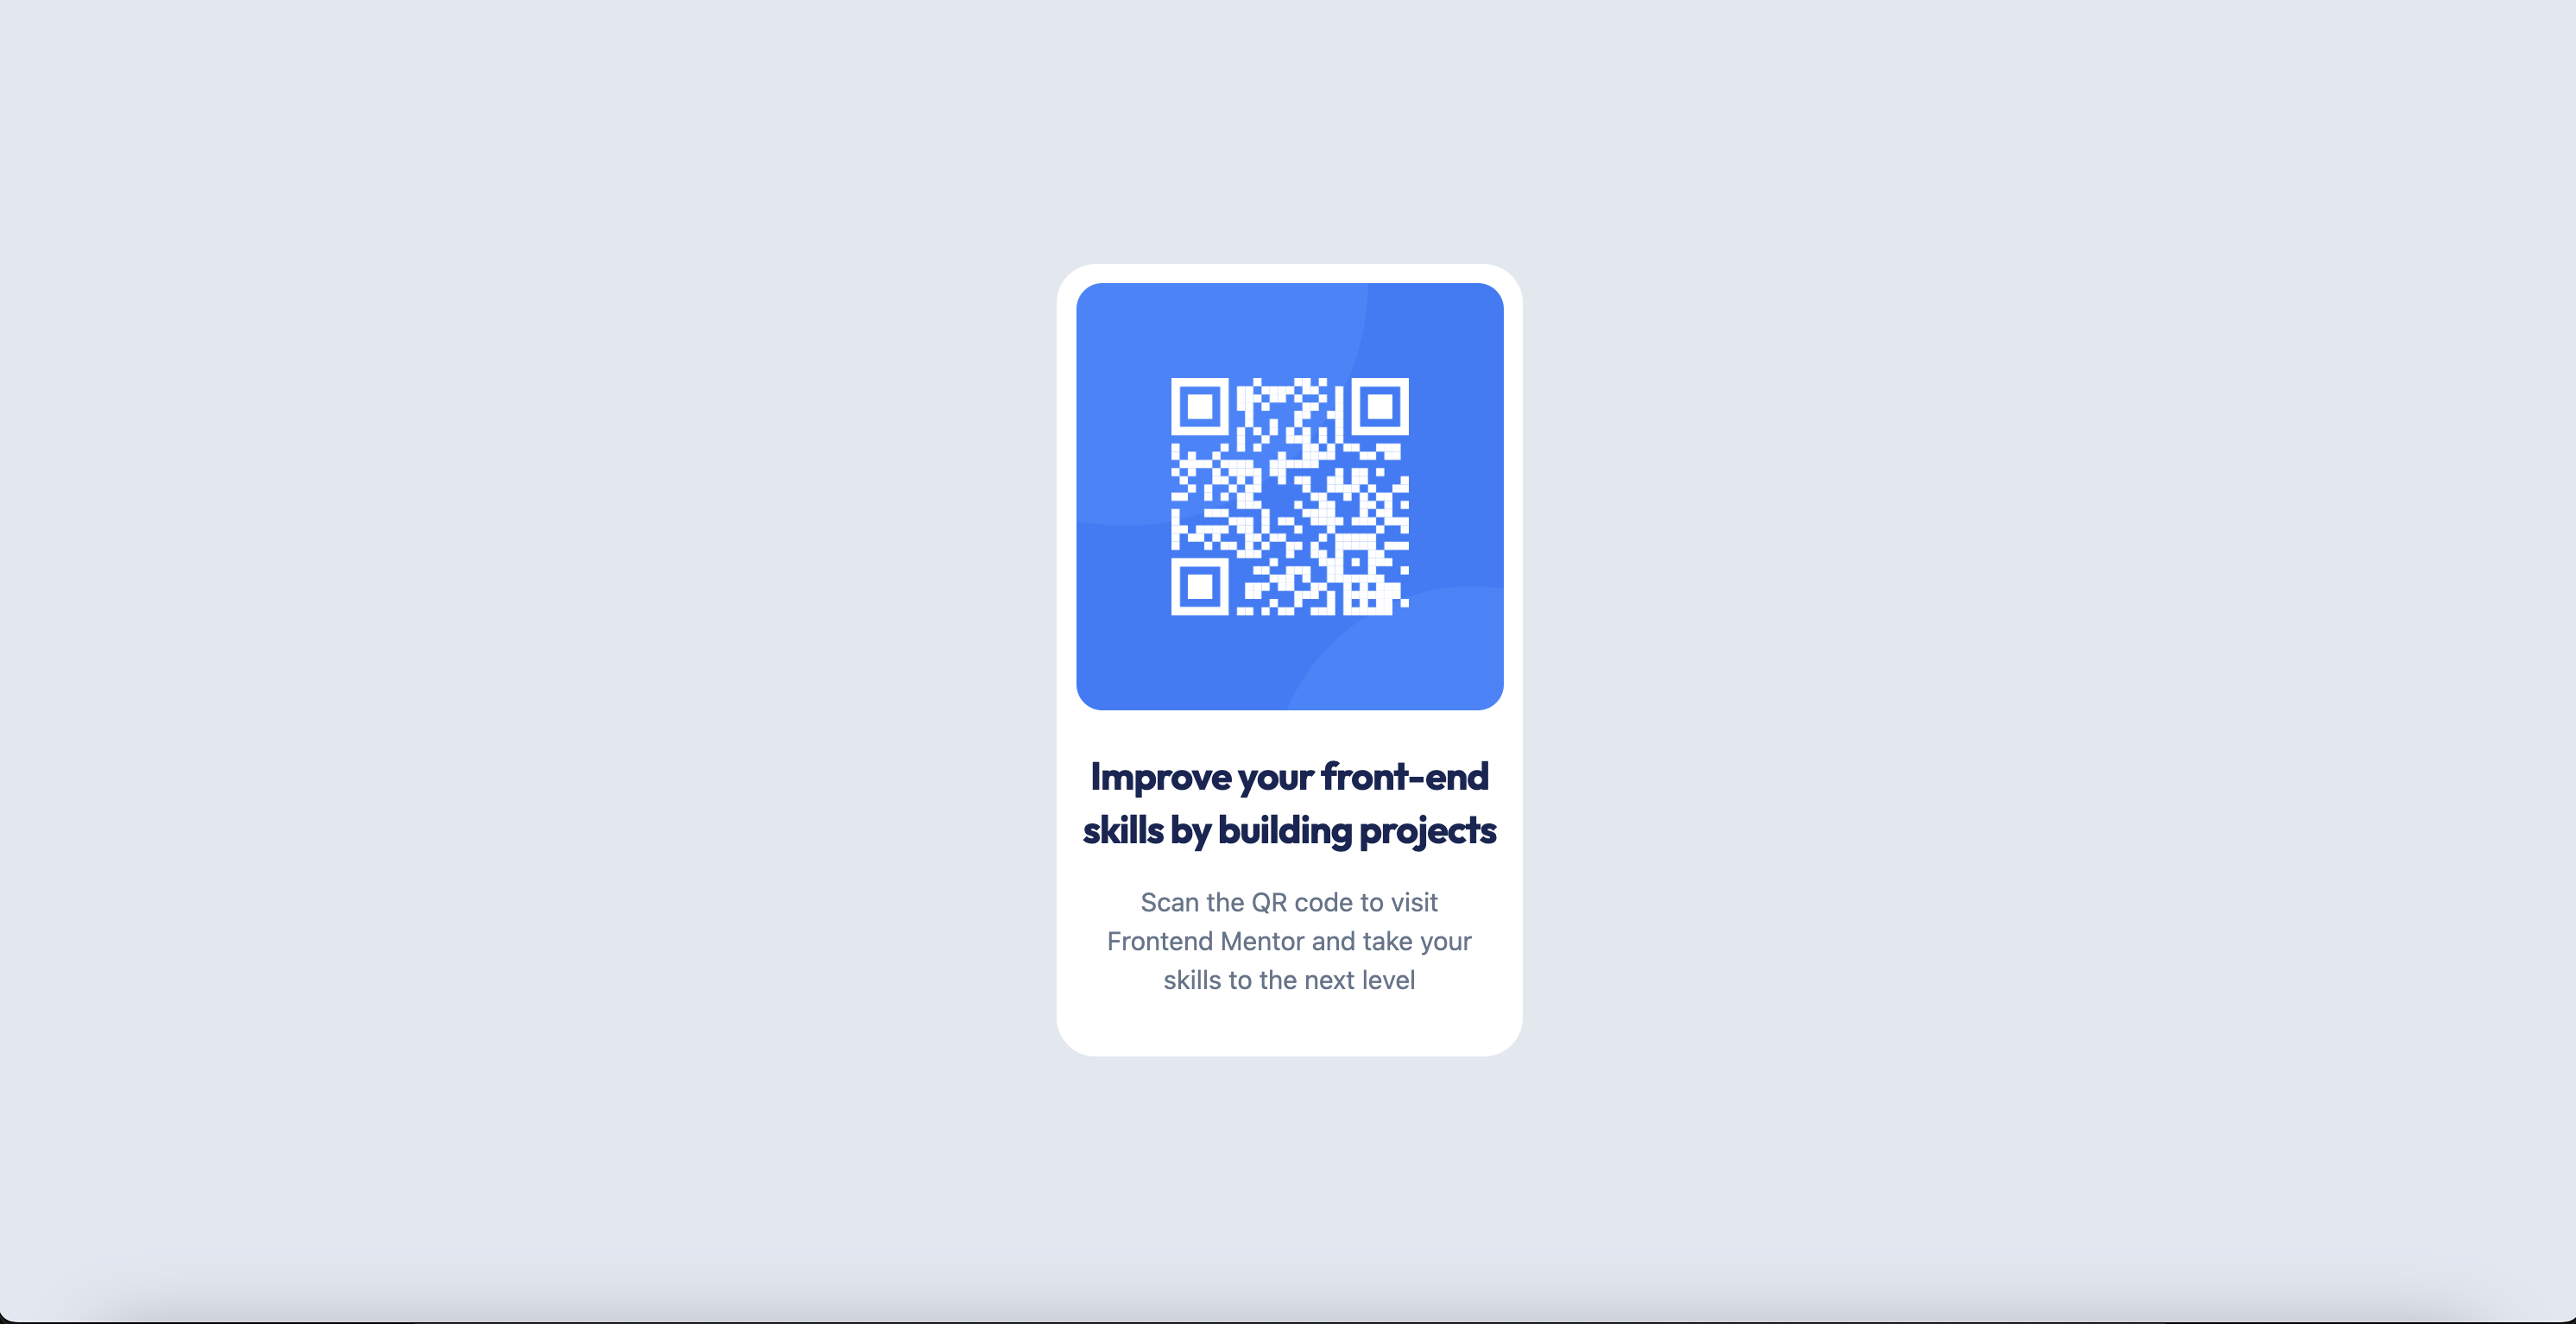 Improve your front-end
skills by building projects
Scan the QR code to visit
Frontend Mentor and take your
skills to the next level